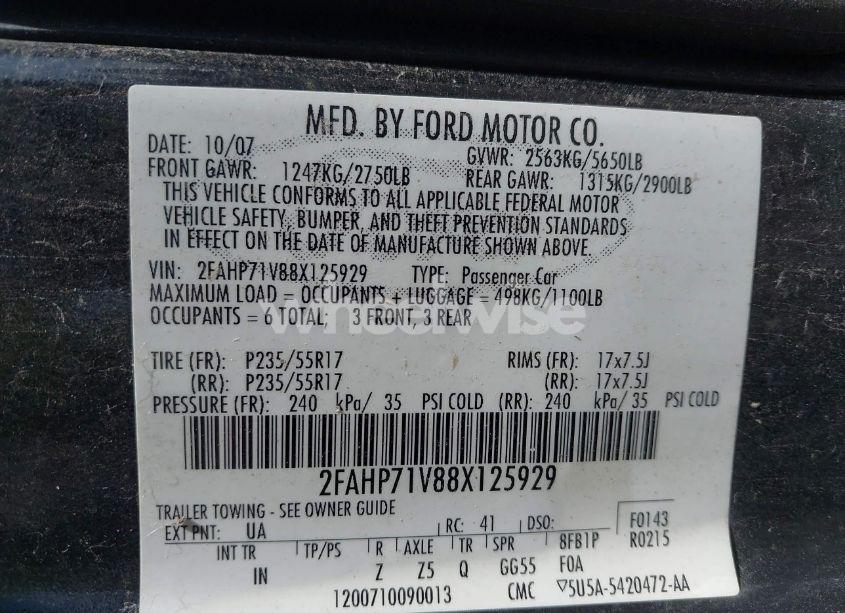 MFD. BY FORD MOTOR CO.
DATE: 10/07 GVWR: 2563KG/5650LB
FRONT GAWR: 1247KG/2750LB REAR GAWR: 1315KG/2900LB
THIS VEHICLE CONFORMS TO ALL APPLICABLE FEDERAL MOTOR
VEHICLE SAFETY, BUMPER, AND THEFT PREVENTION STANDARDS
IN EFFECT ON THE DATE OF MANUFACTURE SHOWN ABOVE.
VIN: 2FAHP71V88X125929 TYPE: Passenger Car
MAXIMUM LOAD = OCCUPANTS + LUGGAGE = 498KG/1100LB
OCCUPANTS = 6 TOTAL: 3 FRONT, 3 REAR
wheelwise
TIRE (FR): P235/55R17 RIMS (FR): 17x7.5J
(RR): P235/55R17 (RR): 17x7.5J
PRESSURE (FR): 240 kPa/ 35 PSI COLD (RR): 240 kPa/ 35 PSI COLD
2FAHP71V88X125929
TRAILER TOWING - SEE OWNER GUIDE
EXT PNT: UA RC: 41 DSO: F0143
INT TR TP/PS R AXLE TR SPR 8FB1P R0215
IN Z Z5 Q GG55 F0A
1200710090013 CMC ▽5U5A-5420472-AA